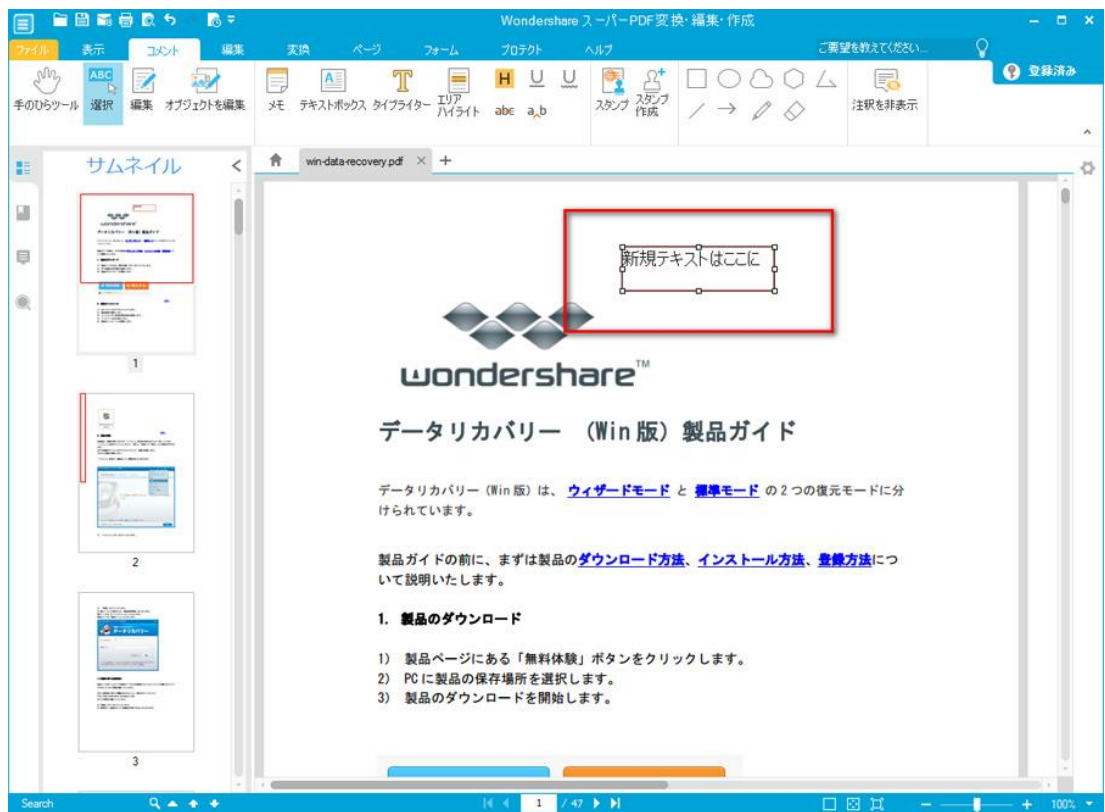 Wondershare スーパーPDF変換・編集・作成
ファイル 表示 コメント 編集 変換 ページ フォーム プロテクト ヘルプ ご要望を教えてください...
登録済み
手のひらツール 選択 編集 オブジェクトを編集 メモ テキストボックス タイプライター エリア ハイライト スタンプ スタンプ 作成 注釈を非表示
ABC
A
T
H U U
abc a b
サムネイル
win-data-recovery.pdf
新規テキストはここに
wondershare™
データリカバリー (Win版) 製品ガイド
データリカバリー (Win版) は、 ウィザードモード と 標準モード の2つの復元モードに分
けられています。
製品ガイドの前に、まずは製品のダウンロード方法、インストール方法、登録方法につ
いて説明いたします。
1. 製品のダウンロード
1) 製品ページにある「無料体験」ボタンをクリックします。
2) PCに製品の保存場所を選択します。
3) 製品のダウンロードを開始します。
1
2
3
Search
1 / 47
100%